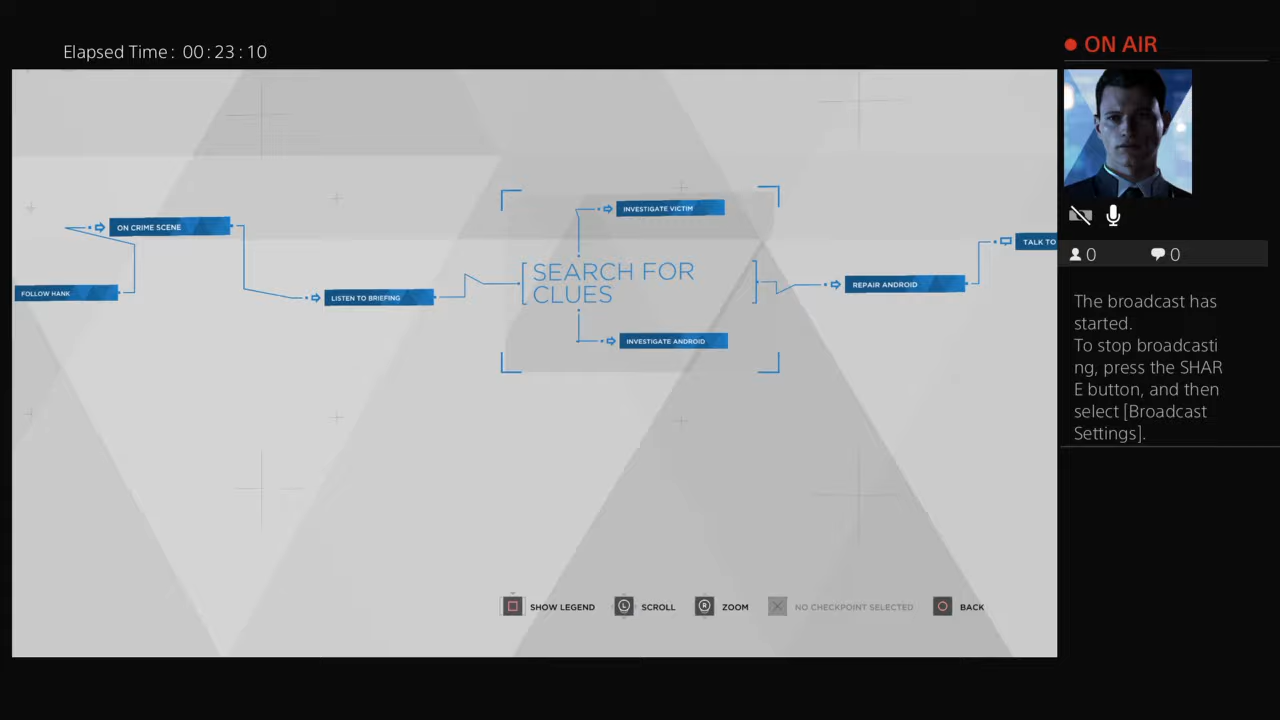 Elapsed Time: 00:23:10
ON AIR
ON CRIME SCENE
FOLLOW HANK
LISTEN TO BRIEFING
INVESTIGATE VICTIM
SEARCH FOR
CLUES
INVESTIGATE ANDROID
REPAIR ANDROID
TALK TO
0
0
The broadcast has
started.
To stop broadcasti
ng, press the SHAR
E button, and then
select [Broadcast
Settings].
SHOW LEGEND
L SCROLL
R ZOOM
NO CHECKPOINT SELECTED
BACK